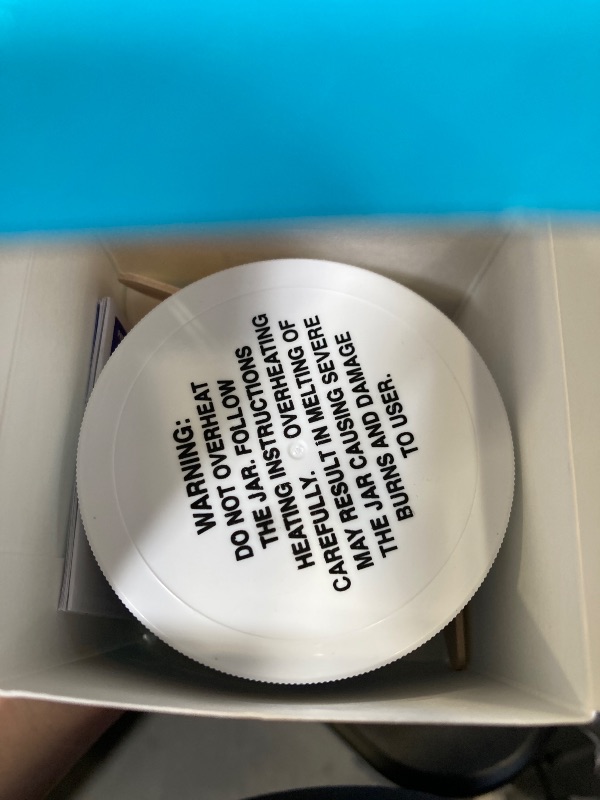 WARNING:
DO NOT OVERHEAT
THE JAR. FOLLOW
HEATING INSTRUCTIONS
CAREFULLY. OVERHEATING
MAY RESULT IN MELTING OF
THE JAR CAUSING SEVERE
BURNS AND DAMAGE
TO USER.